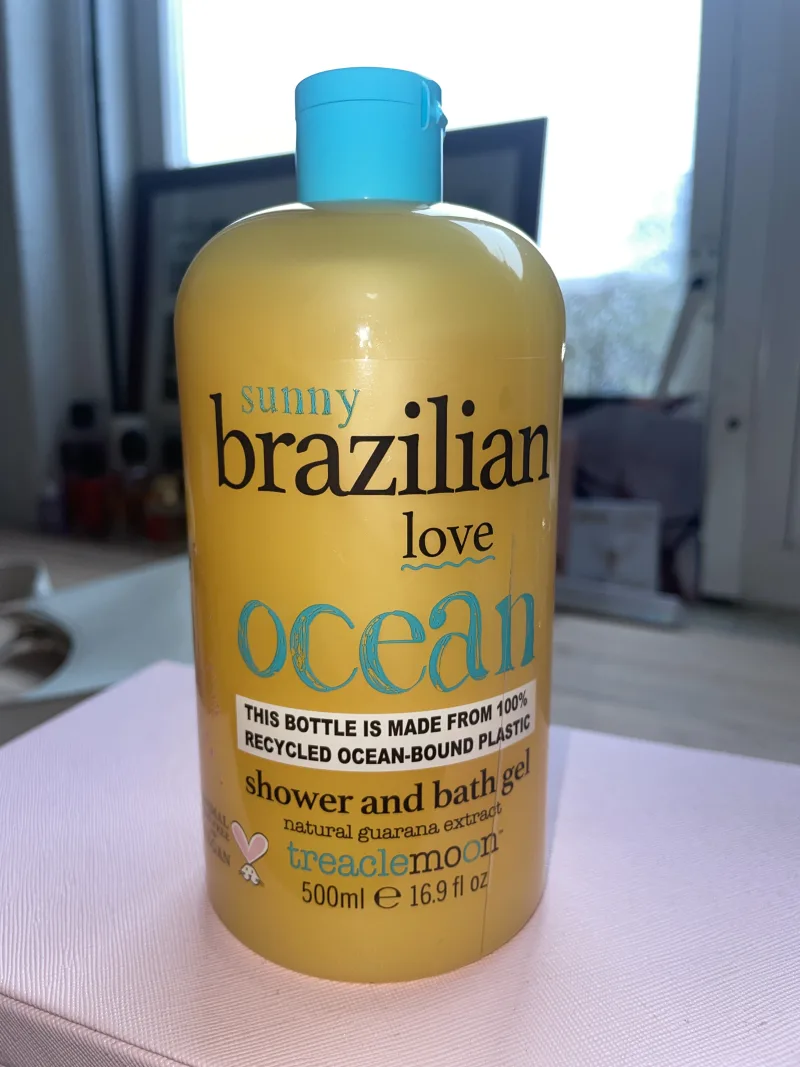 sunny
brazilian
love
ocean
THIS BOTTLE IS MADE FROM 100%
RECYCLED OCEAN-BOUND PLASTIC
shower and bath gel
natural guarana extract
treaclemoon™
500ml ℮ 16.9 fl oz